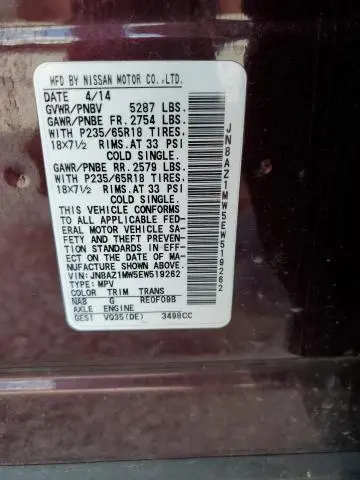 MFD BY NISSAN MOTOR CO.,LTD.
DATE 4/14
GVWR/PNBV 5287 LBS.
GAWR/PNBE FR. 2754 LBS.
WITH P235/65R18 TIRES.
18X7½ RIMS.AT 33 PSI
COLD SINGLE.
GAWR/PNBE RR. 2579 LBS.
WITH P235/65R18 TIRES.
18X7½ RIMS.AT 33 PSI
COLD SINGLE.
THIS VEHICLE CONFORMS
TO ALL APPLICABLE FED-
ERAL MOTOR VEHICLE SA-
FETY AND THEFT PREVEN-
TION STANDARDS IN EFF-
ECT ON THE DATE OF MA-
NUFACTURE SHOWN ABOVE.
VIN: JN8AZ1MW5EW519262
TYPE: MPV
COLOR TRIM TRANS
NAB G RE0F09B
AXLE ENGINE
GE51 VQ35(DE) 3498CC
JN8AZ1MW5EW519262